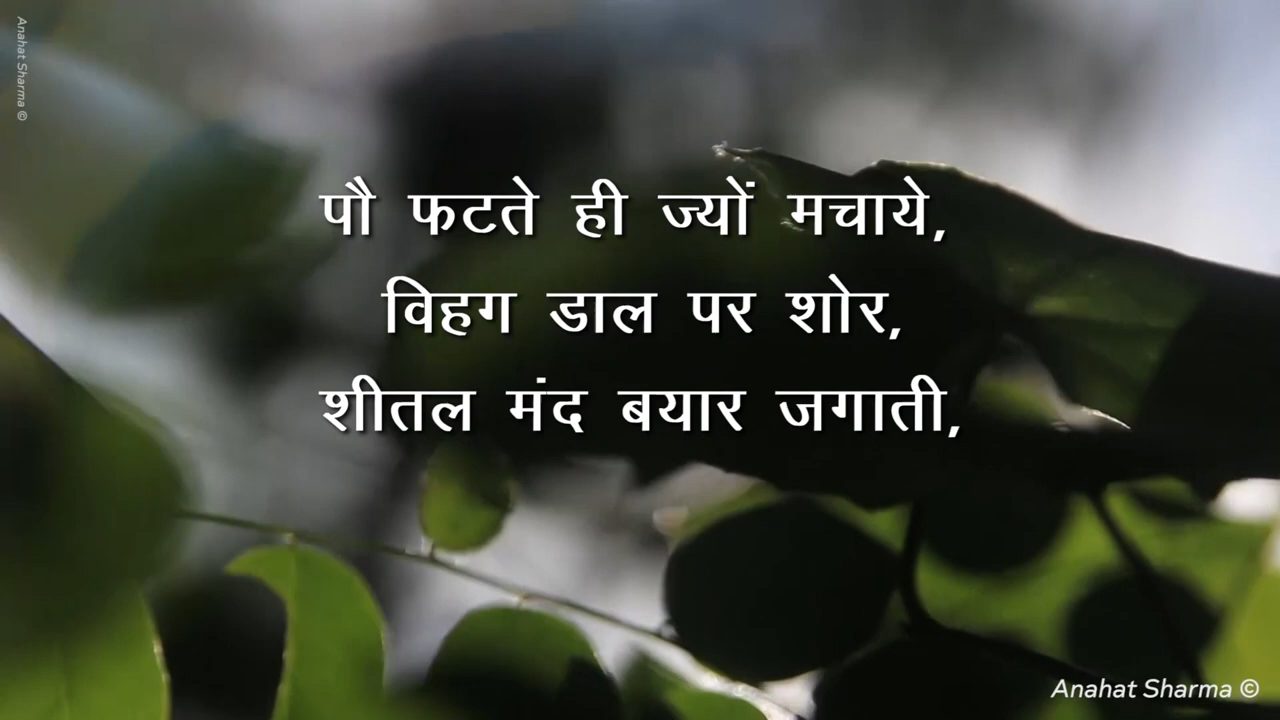 Anahat Sharma ©
पौ फटते ही ज्यों मचाये,
विहग डाल पर शोर,
शीतल मंद बयार जगाती,
Anahat Sharma ©